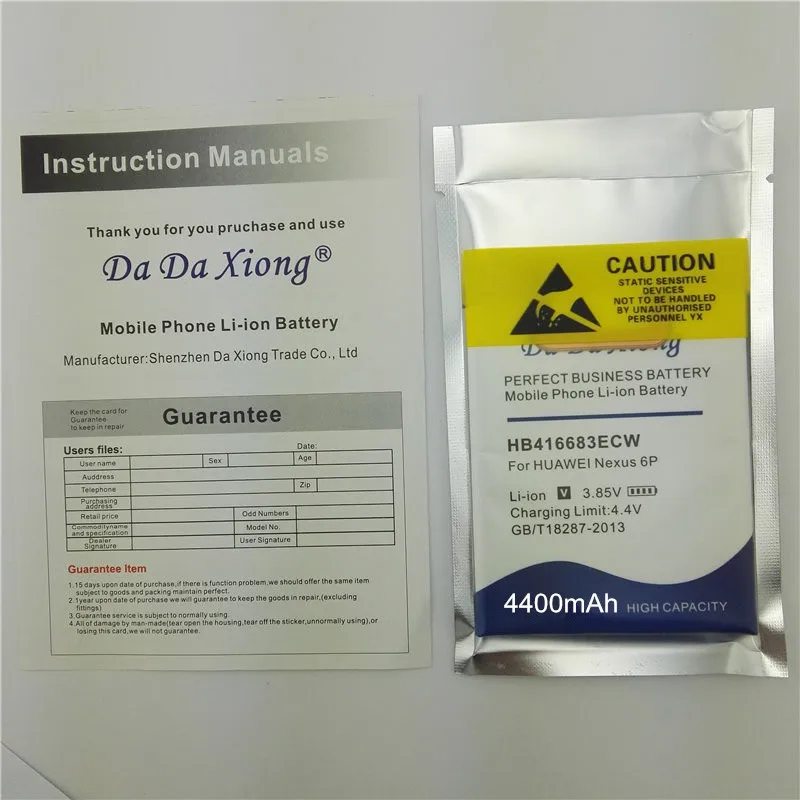 Instruction Manuals
Thank you for you pruchase and use
Da Da Xiong®
Mobile Phone Li-ion Battery
Manufacturer:Shenzhen Da Xiong Trade Co., Ltd
Keep the card for
Guarantee
to keep in repair
Guarantee
Users files:
Date:
User name
Sex
Age
Auddress
Telephone
Zip
Purchasing
address
Retail price
Odd Numbers
Commodityname
and specification
Model No.
Dealer
Signature
User Signature
Guarantee Item
1.15 days upon date of purchase,if there is function problem,we should offer the same item
subject to goods and packing maintain perfect.
2.1year upon date of purchase we will guarantee to keep the goods in repair,(excluding
fittings)
3.Guarantee service is subject to normally using.
4.All of damage by man-made(tear open the housing,tear off the sticker,unnormally using),or
losing this card,we will not guarantee.
CAUTION
STATIC SENSITIVE
DEVICES
NOT TO BE HANDLED
BY UNAUTHORISED
PERSONNEL YX
Da Da Xiong
PERFECT BUSINESS BATTERY
Mobile Phone Li-ion Battery
HB416683ECW
For HUAWEI Nexus 6P
Li-ion V 3.85V
Charging Limit:4.4V
GB/T18287-2013
4400mAh HIGH CAPACITY